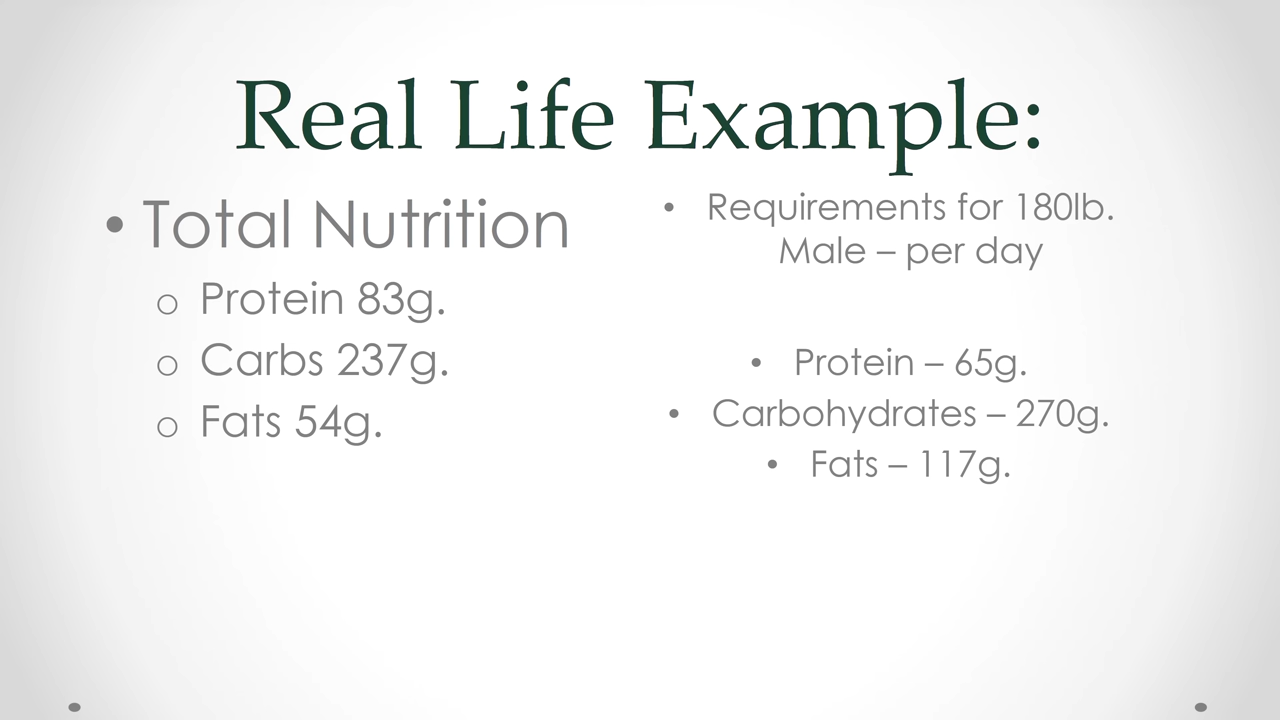 Real Life Example:
• Total Nutrition
o Protein 83g.
o Carbs 237g.
o Fats 54g.
• Requirements for 180lb.
Male – per day
• Protein – 65g.
• Carbohydrates – 270g.
• Fats – 117g.